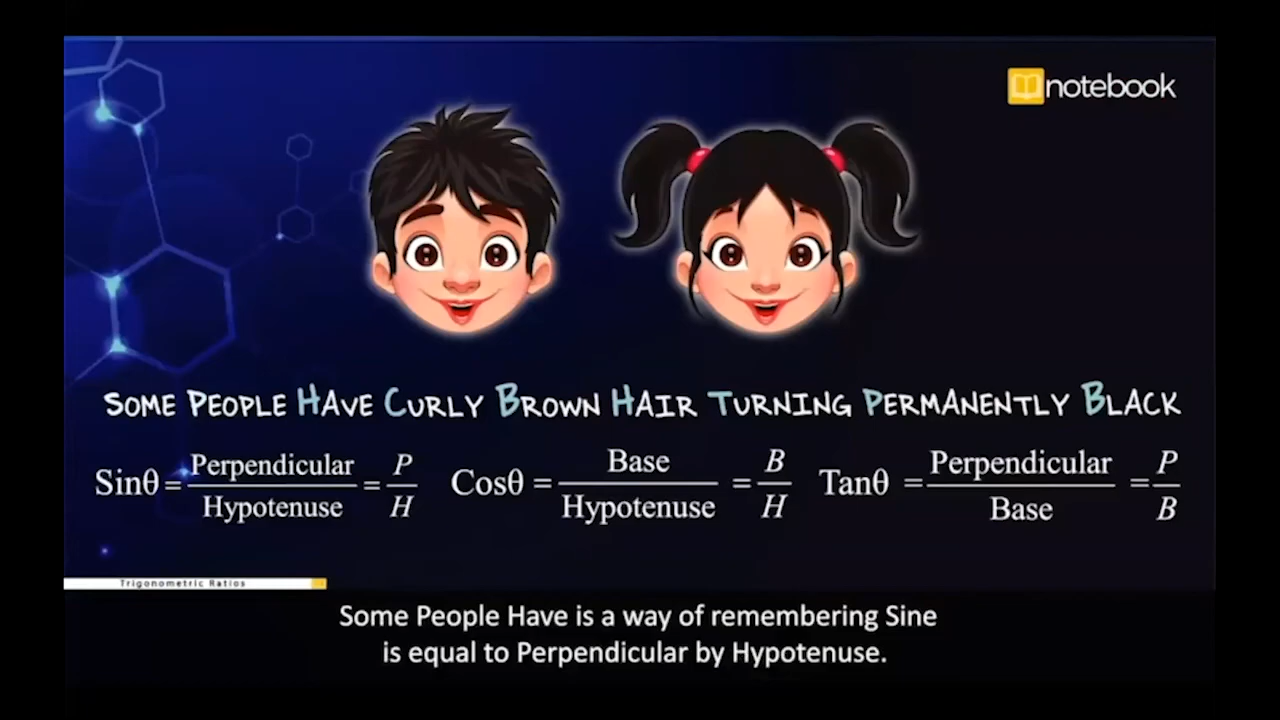 notebook
SOME PEOPLE HAVE CURLY BROWN HAIR TURNING PERMANENTLY BLACK
Sinθ = Perpendicular / Hypotenuse = P / H Cosθ = Base / Hypotenuse = B / H Tanθ = Perpendicular / Base = P / B
Trigonometric Ratios
Some People Have is a way of remembering Sine
is equal to Perpendicular by Hypotenuse.